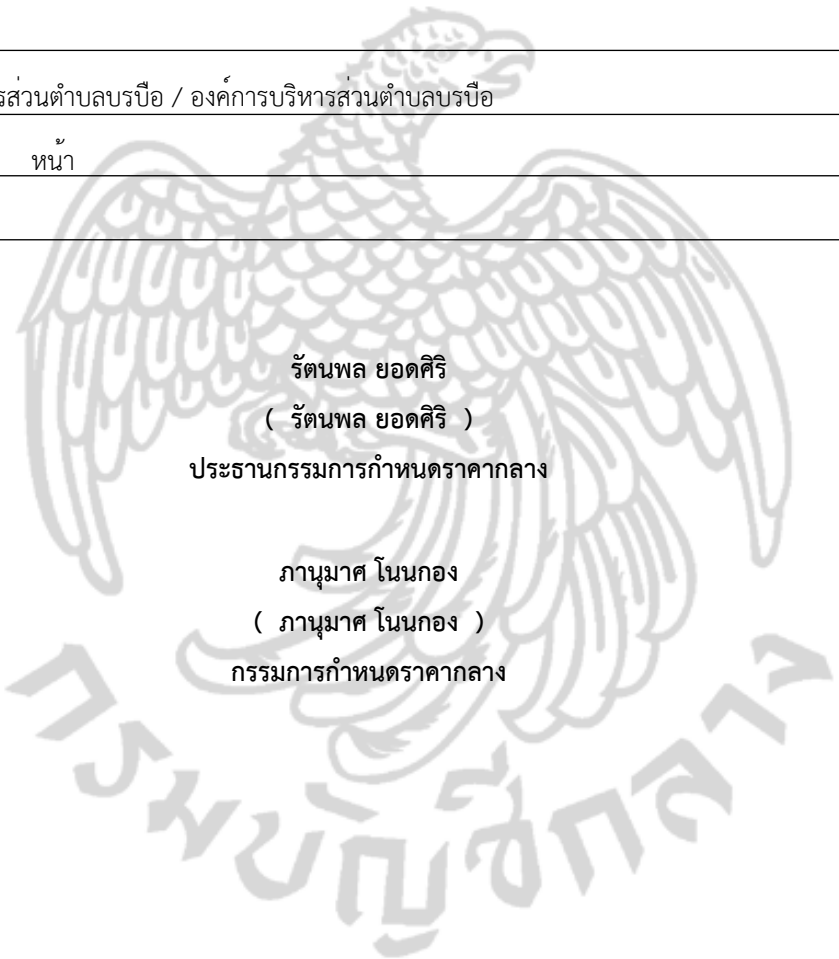 รส่วนตำบลบรบือ / องค์การบริหารส่วนตำบลบรบือ
หน้า
รัตนพล ยอดศิริ
( รัตนพล ยอดศิริ )
ประธานกรรมการกำหนดราคากลาง
ภานุมาศ โนนกอง
( ภานุมาศ โนนกอง )
กรรมการกำหนดราคากลาง
กรมบัญชีกลาง